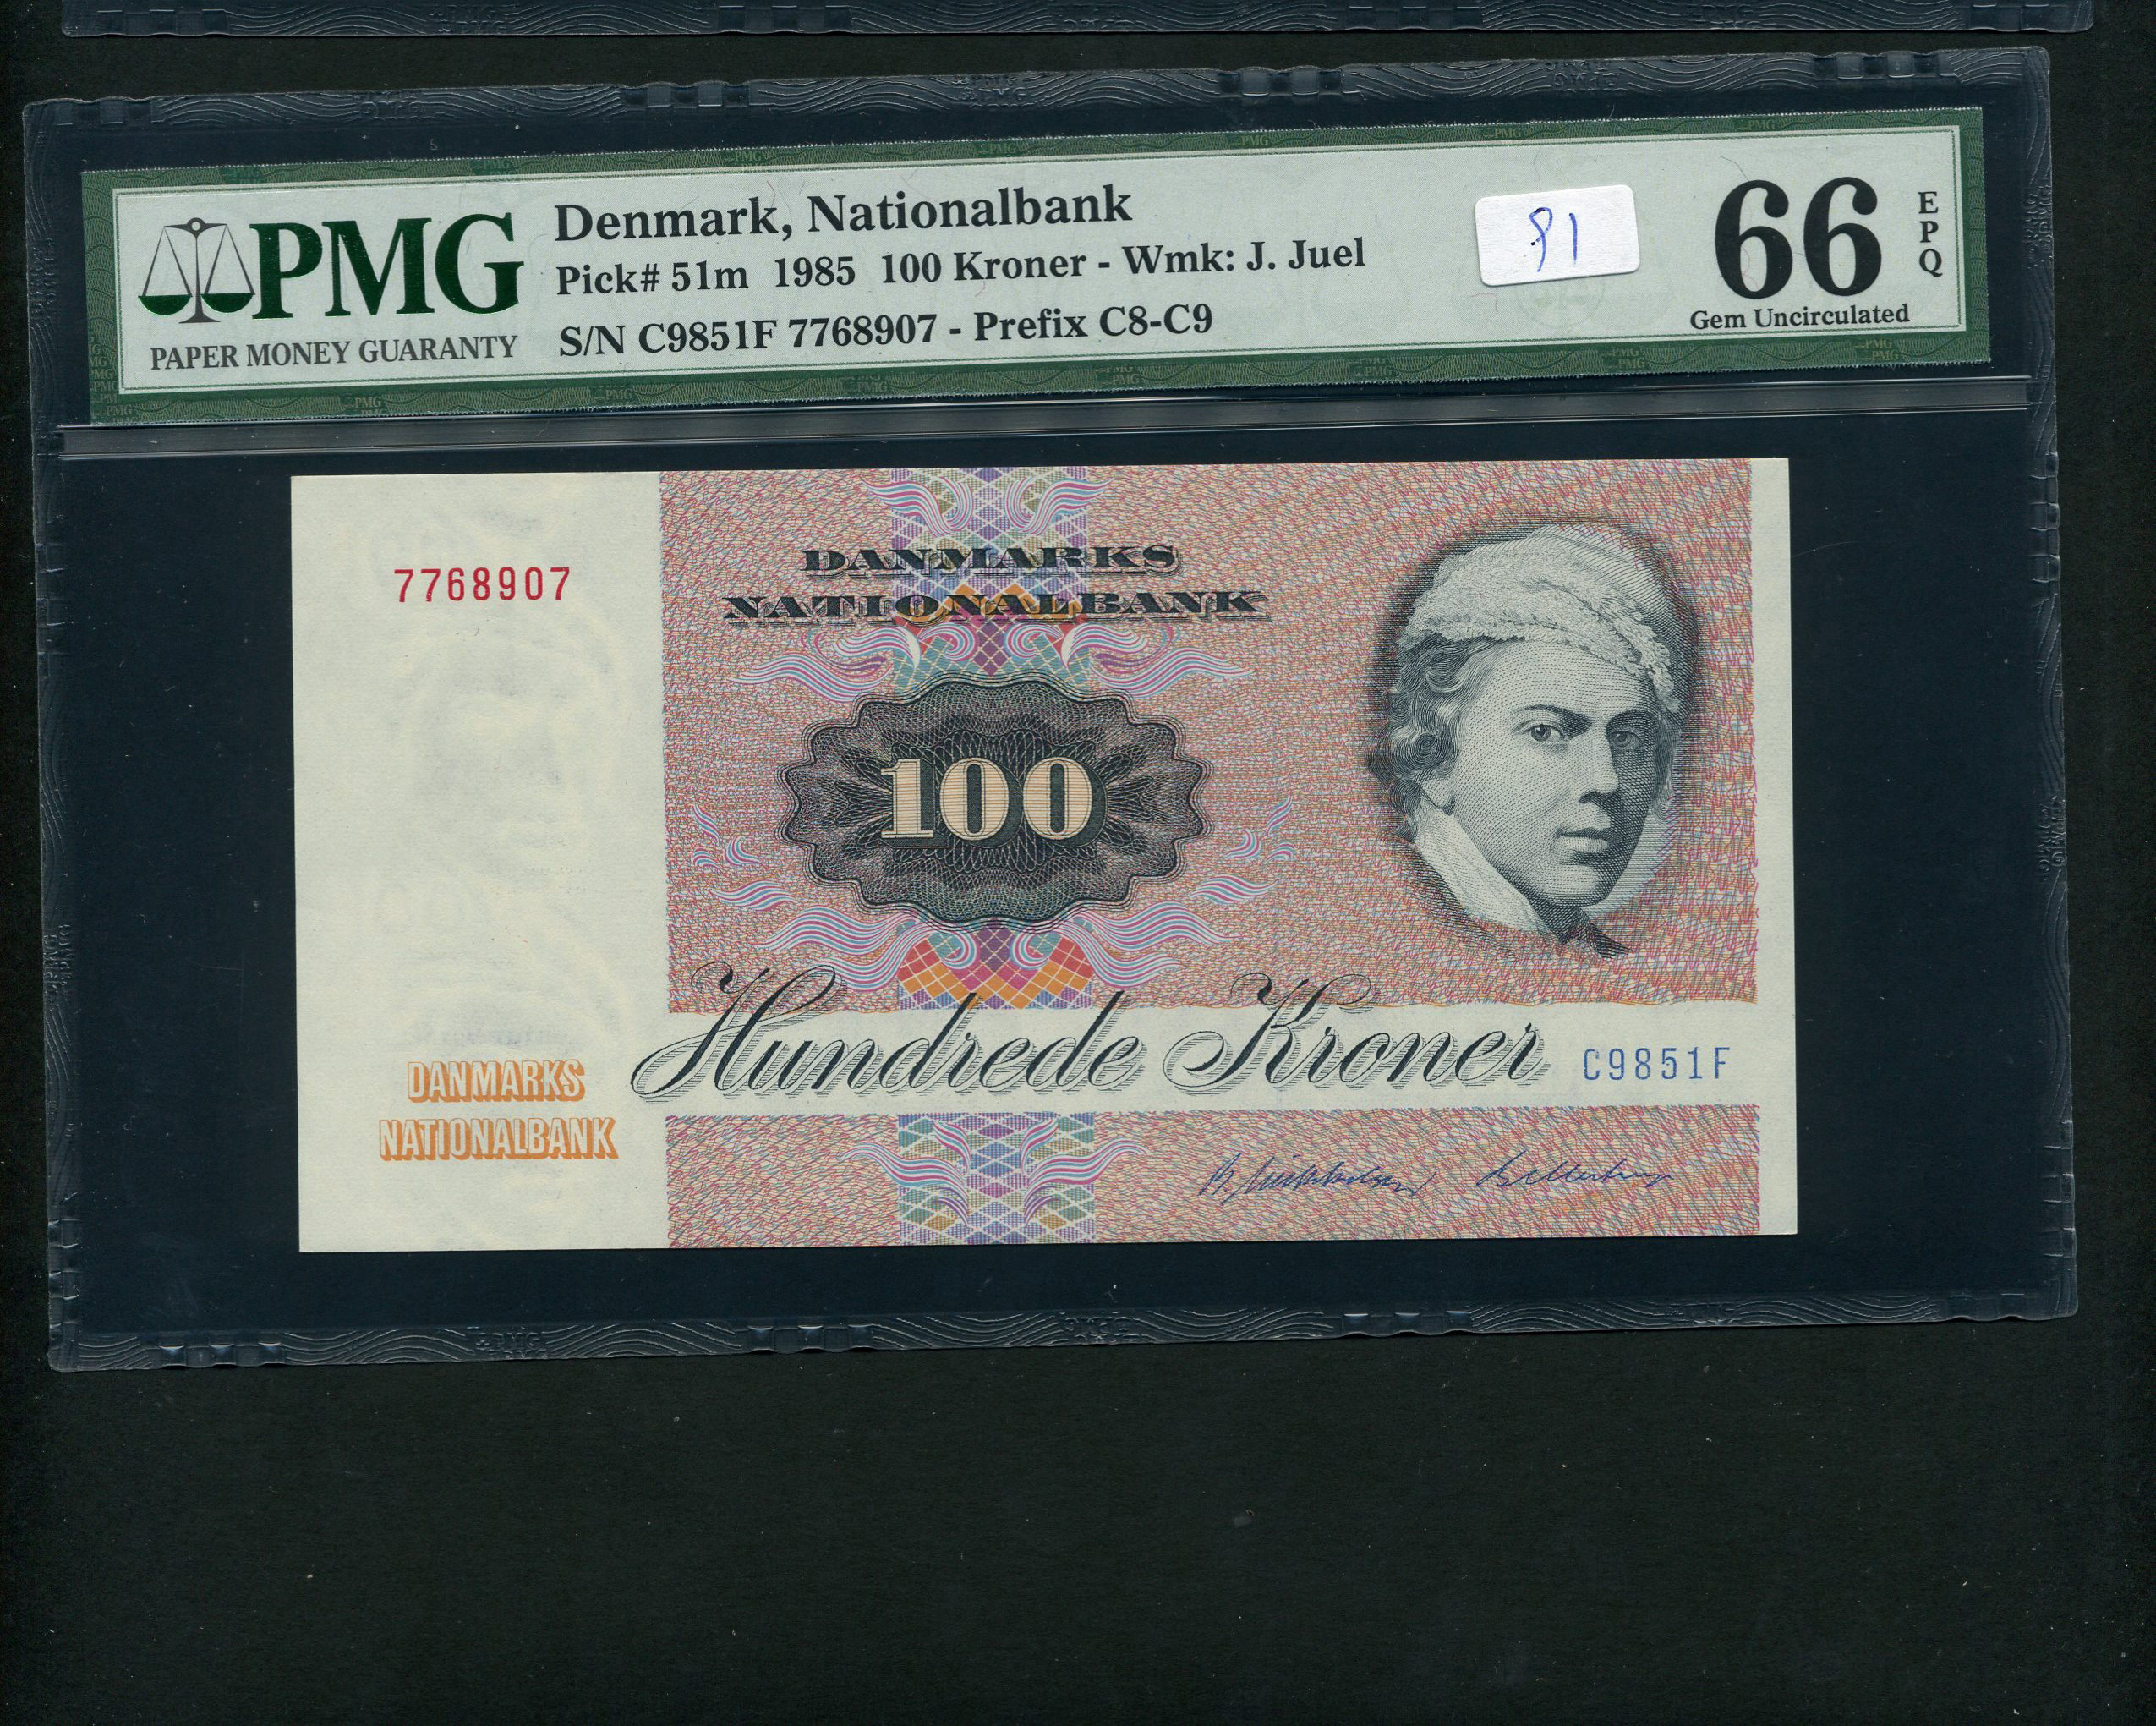 PMG
PAPER MONEY GUARANTY
Denmark, Nationalbank
Pick# 51m 1985 100 Kroner - Wmk: J. Juel
S/N C9851F 7768907 - Prefix C8-C9
91
66
EPQ
Gem Uncirculated
7768907
DANMARKS
NATIONALBANK
100
Hundrede Kroner
C9851F
DANMARKS
NATIONALBANK